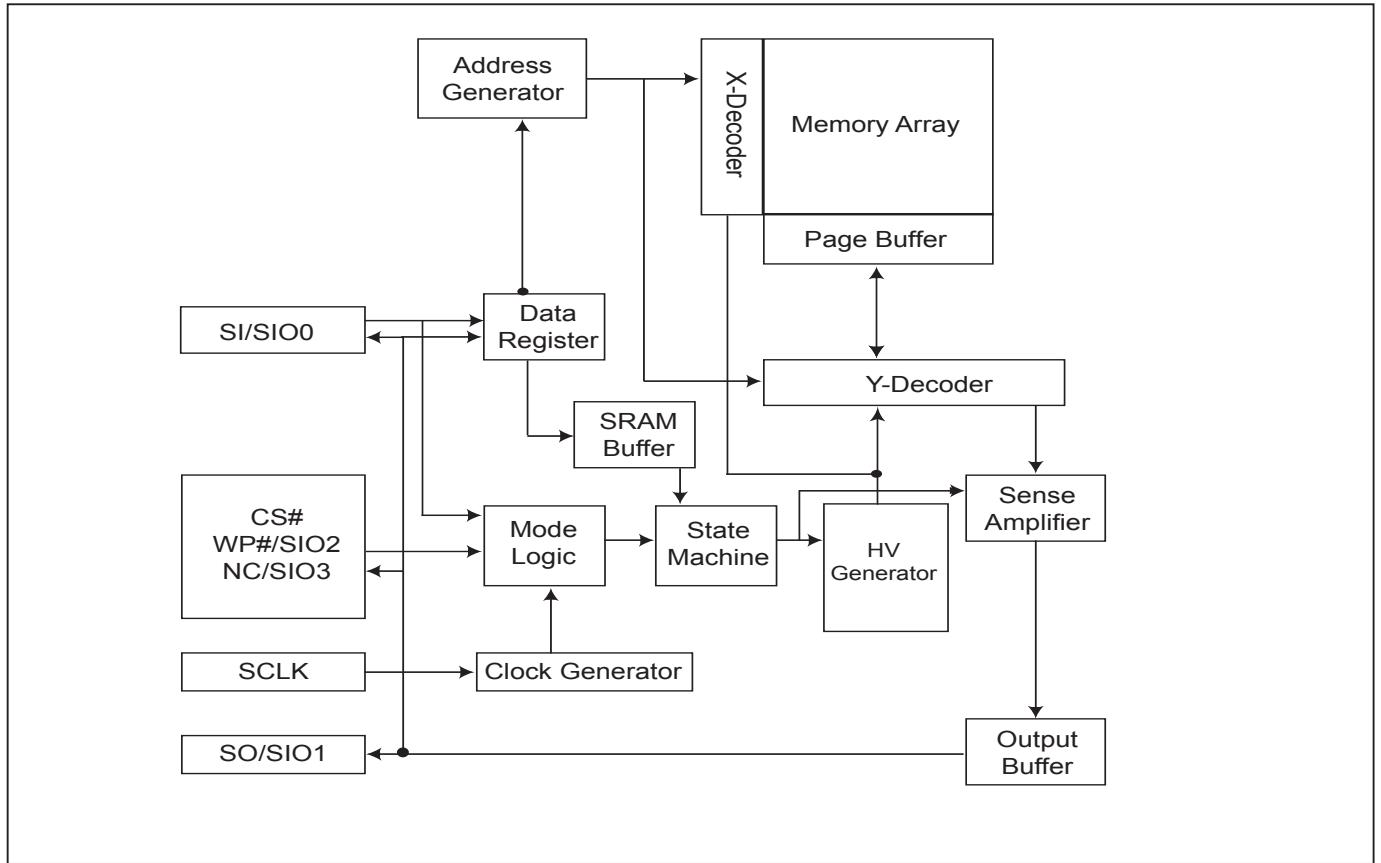 Address
Generator
X-Decoder
Memory Array
Page Buffer
SI/SIO0
Data
Register
Y-Decoder
SRAM
Buffer
CS#
WP#/SIO2
NC/SIO3
Mode
Logic
State
Machine
HV
Generator
Sense
Amplifier
SCLK
Clock Generator
SO/SIO1
Output
Buffer